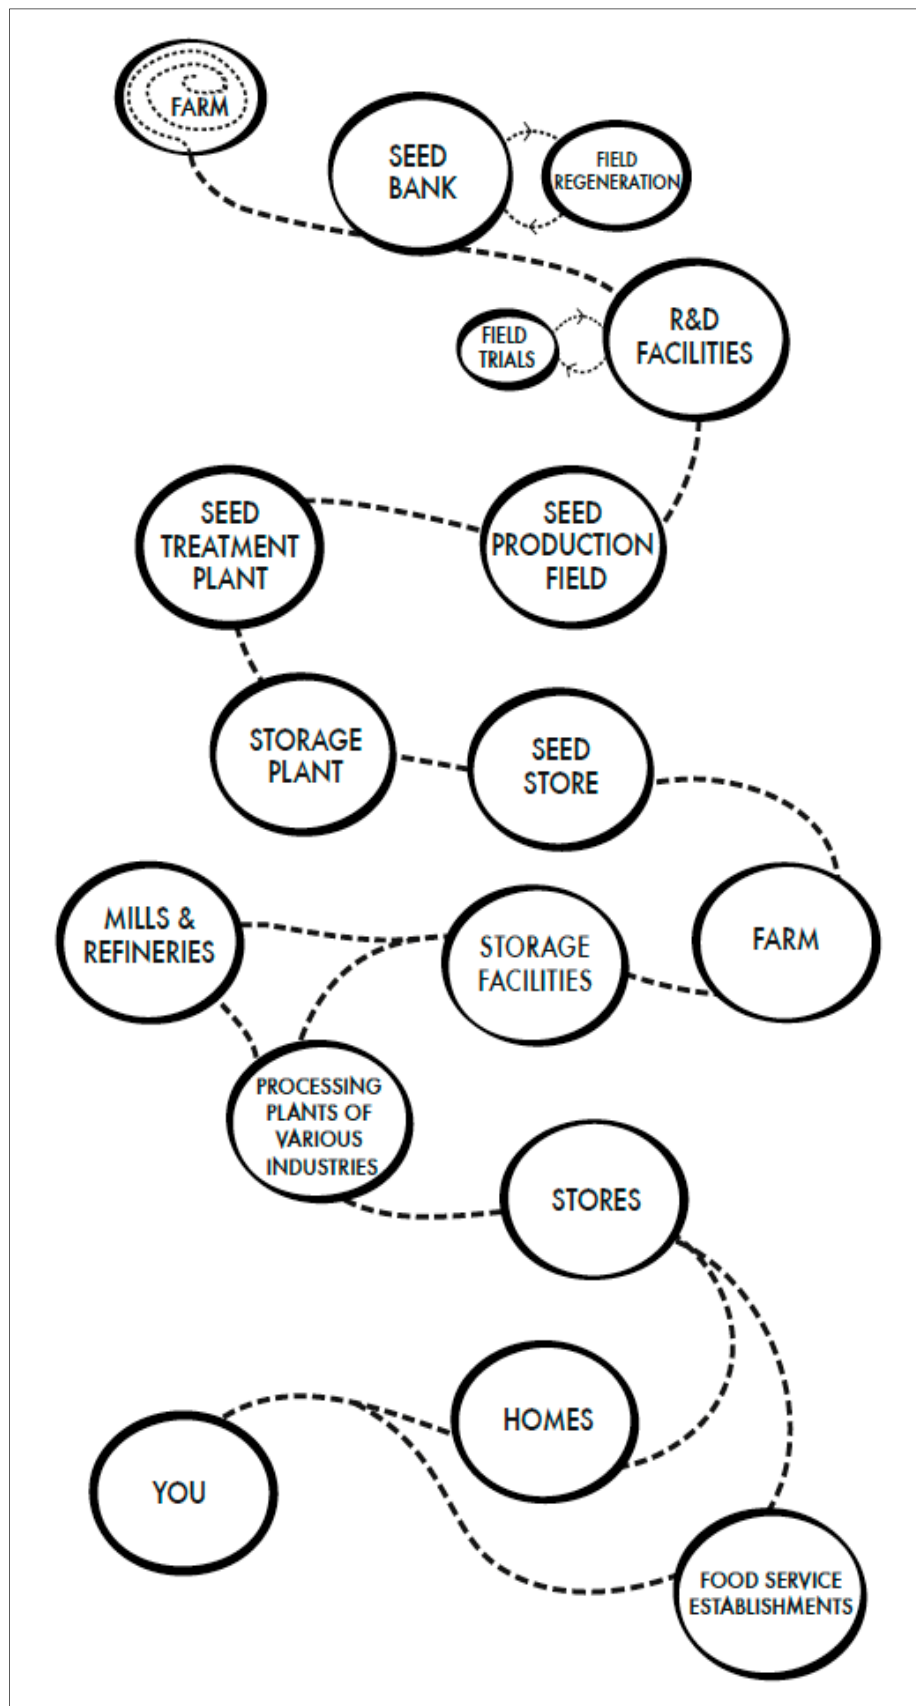 FARM
SEED
BANK
FIELD
REGENERATION
R&D
FACILITIES
FIELD
TRIALS
SEED
TREATMENT
PLANT
SEED
PRODUCTION
FIELD
STORAGE
PLANT
SEED
STORE
MILLS &
REFINERIES
STORAGE
FACILITIES
FARM
PROCESSING
PLANTS OF
VARIOUS
INDUSTRIES
STORES
HOMES
YOU
FOOD SERVICE
ESTABLISHMENTS